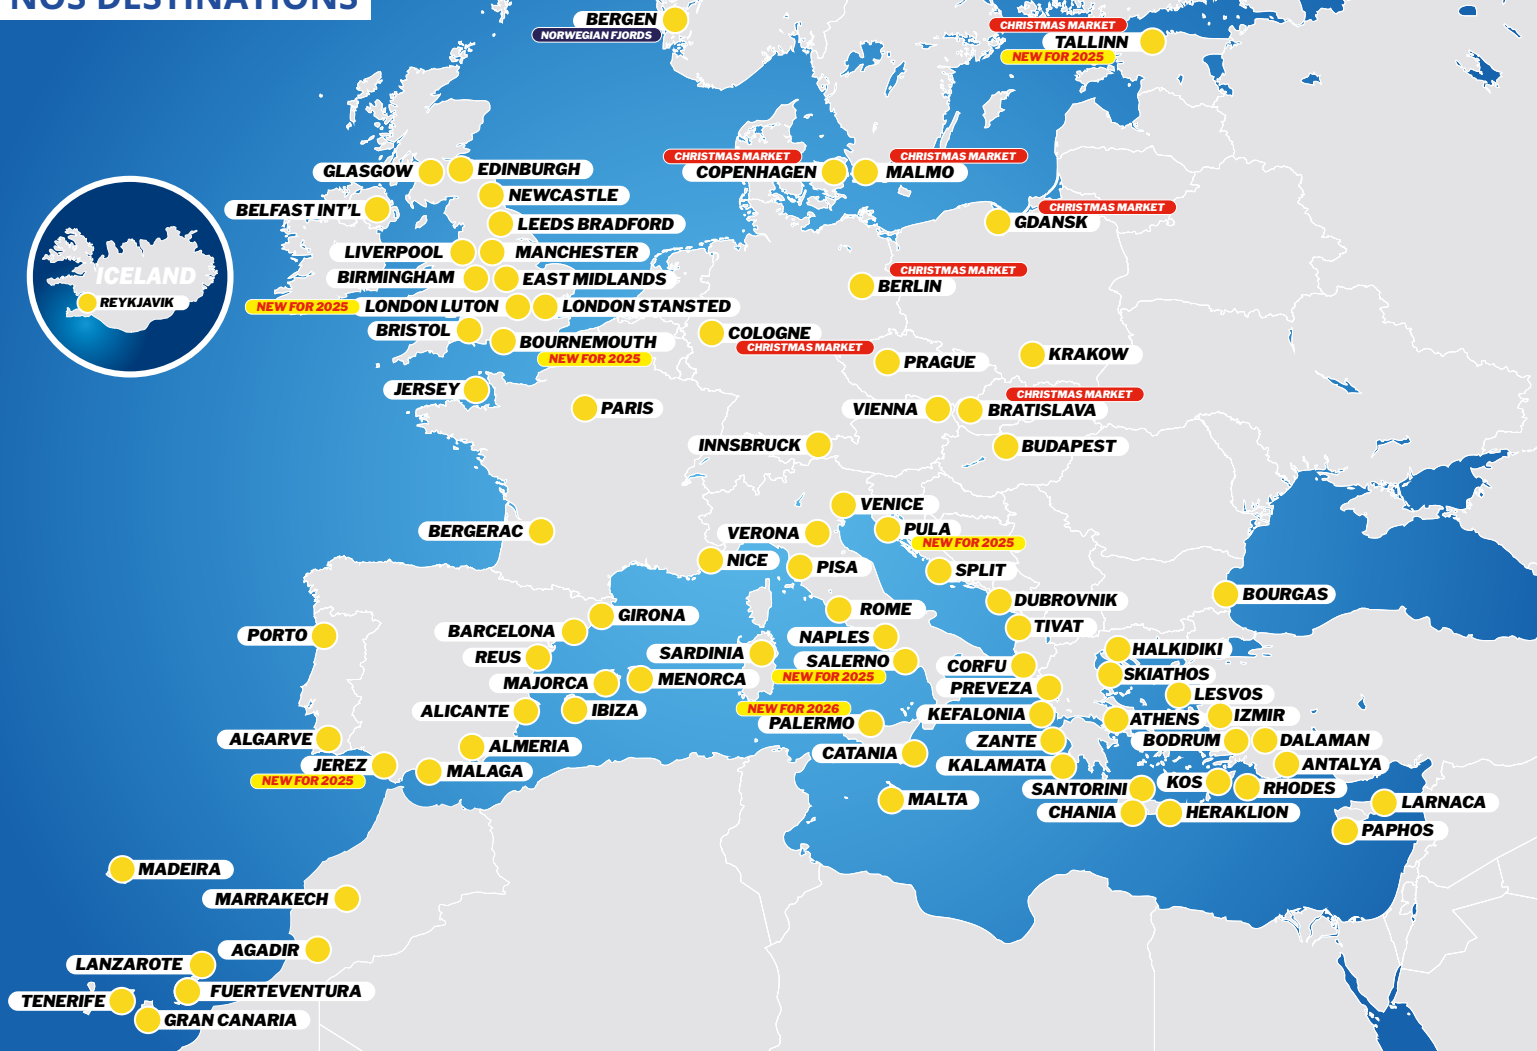 NOS DESTINATIONS
BERGEN
NORWEGIAN FJORDS
CHRISTMAS MARKET
TALLINN
NEW FOR 2025
GLASGOW
EDINBURGH
CHRISTMAS MARKET
COPENHAGEN
CHRISTMAS MARKET
MALMO
NEWCASTLE
BELFAST INT'L
LEEDS BRADFORD
CHRISTMAS MARKET
GDANSK
LIVERPOOL
MANCHESTER
BIRMINGHAM
EAST MIDLANDS
CHRISTMAS MARKET
BERLIN
ICELAND
REYKJAVIK
NEW FOR 2025
LONDON LUTON
LONDON STANSTED
BRISTOL
BOURNEMOUTH
NEW FOR 2025
COLOGNE
CHRISTMAS MARKET
PRAGUE
KRAKOW
JERSEY
PARIS
VIENNA
CHRISTMAS MARKET
BRATISLAVA
INNSBRUCK
BUDAPEST
VENICE
BERGERAC
VERONA
PULA
NEW FOR 2025
NICE
PISA
SPLIT
BOURGAS
DUBROVNIK
ROME
GIRONA
TIVAT
PORTO
BARCELONA
NAPLES
HALKIDIKI
REUS
SARDINIA
SALERNO
NEW FOR 2025
CORFU
SKIATHOS
MAJORCA
MENORCA
PREVEZA
LESVOS
ALICANTE
IBIZA
NEW FOR 2026
PALERMO
KEFALONIA
ATHENS
IZMIR
ALGARVE
ALMERIA
CATANIA
ZANTE
BODRUM
DALAMAN
JEREZ
NEW FOR 2025
MALAGA
KALAMATA
ANTALYA
SANTORINI
KOS
RHODES
MALTA
CHANIA
HERAKLION
LARNACA
PAPHOS
MADEIRA
MARRAKECH
AGADIR
LANZAROTE
FUERTEVENTURA
TENERIFE
GRAN CANARIA